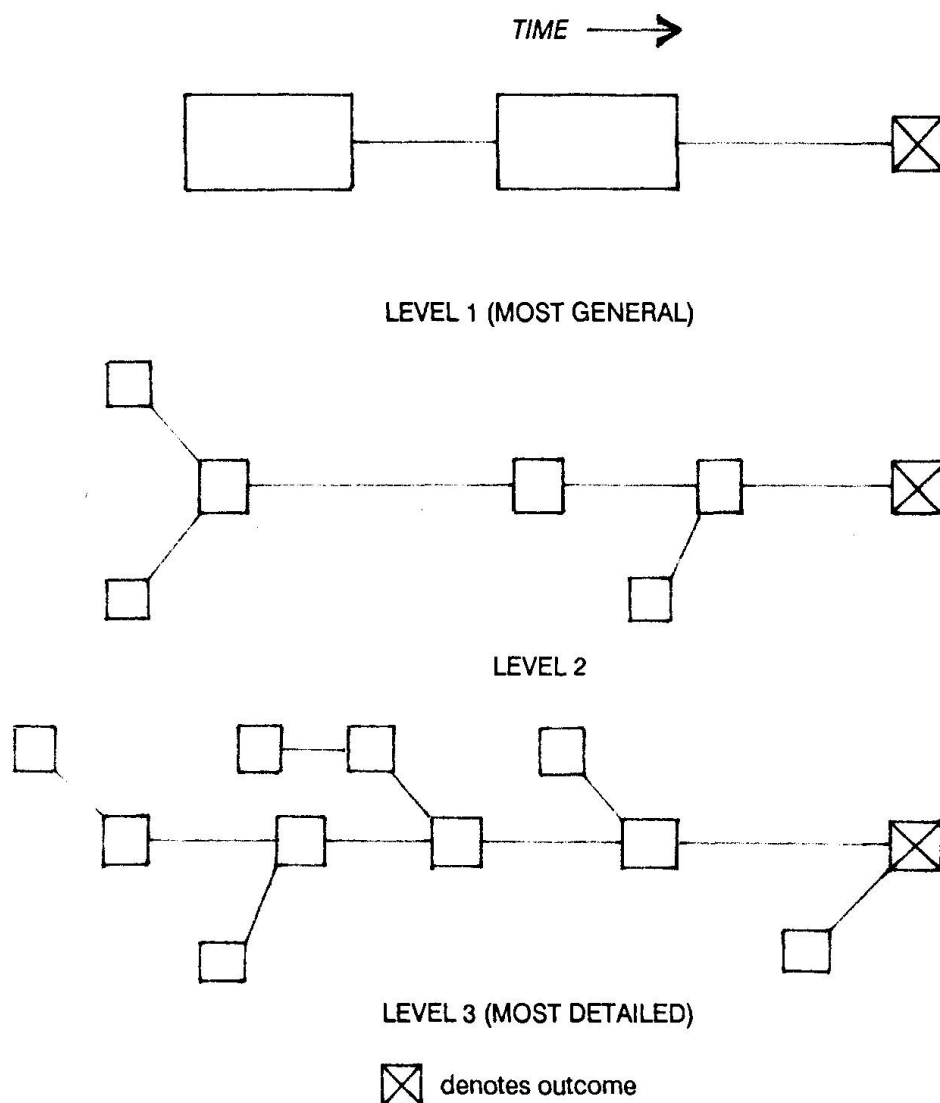 TIME
LEVEL 1 (MOST GENERAL)
LEVEL 2
LEVEL 3 (MOST DETAILED)
denotes outcome